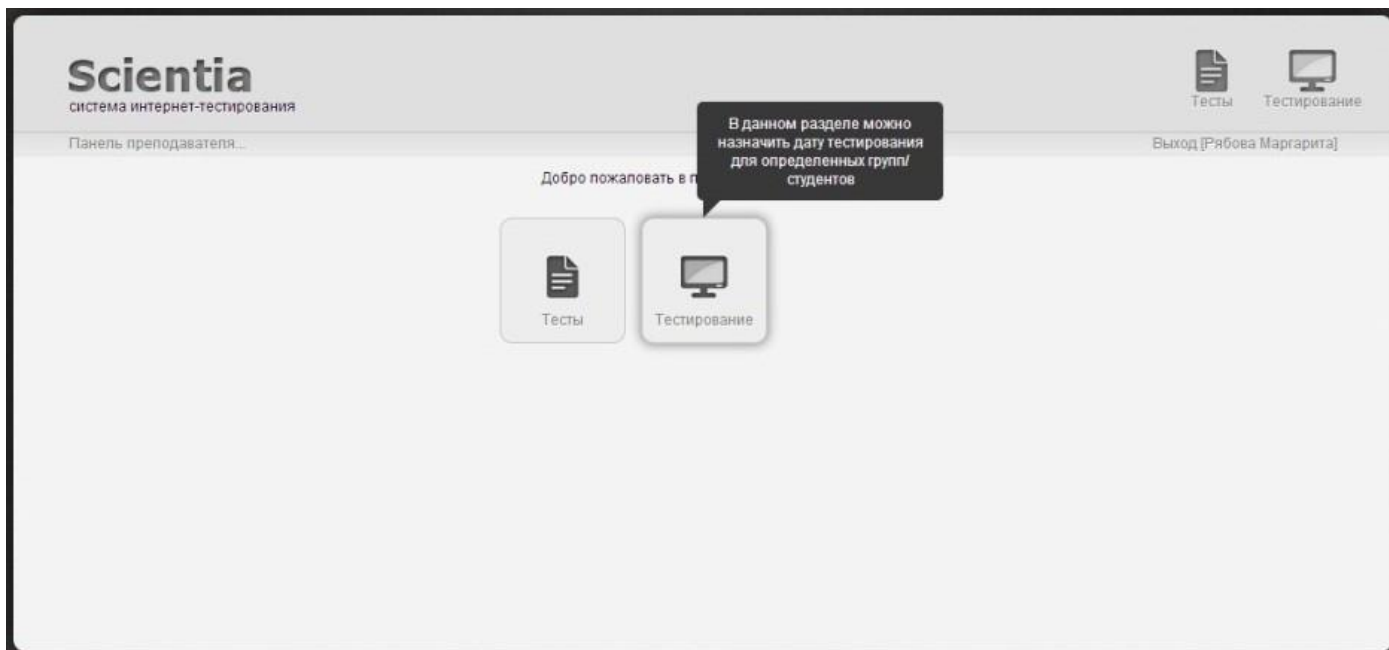 Scientia
система интернет-тестирования
Тесты
Тестирование
Панель преподавателя...
Выход [Рябова Маргарита]
В данном разделе можно
назначить дату тестирования
для определенных групп/
студентов
Добро пожаловать в
Тесты
Тестирование